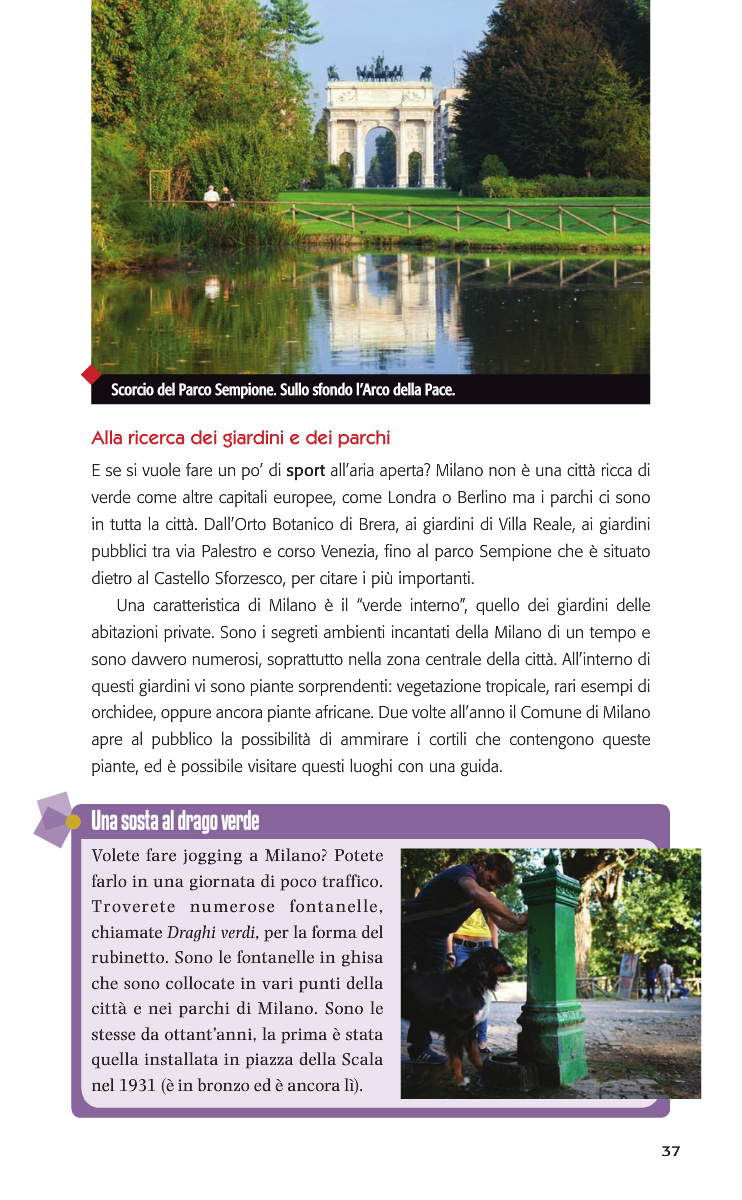 Scorcio del Parco Sempione. Sullo sfondo l'Arco della Pace.
Alla ricerca dei giardini e dei parchi
E se si vuole fare un po' di sport all'aria aperta? Milano non è una città ricca di
verde come altre capitali europee, come Londra o Berlino ma i parchi ci sono
in tutta la città. Dall'Orto Botanico di Brera, ai giardini di Villa Reale, ai giardini
pubblici tra via Palestro e corso Venezia, fino al parco Sempione che è situato
dietro al Castello Sforzesco, per citare i più importanti.
Una caratteristica di Milano è il “verde interno”, quello dei giardini delle
abitazioni private. Sono i segreti ambienti incantati della Milano di un tempo e
sono davvero numerosi, soprattutto nella zona centrale della città. All'interno di
questi giardini vi sono piante sorprendenti: vegetazione tropicale, rari esempi di
orchidee, oppure ancora piante africane. Due volte all'anno il Comune di Milano
apre al pubblico la possibilità di ammirare i cortili che contengono queste
piante, ed è possibile visitare questi luoghi con una guida.
Una sosta al drago verde
Volete fare jogging a Milano? Potete
farlo in una giornata di poco traffico.
Troverete numerose fontanelle,
chiamate Draghi verdi, per la forma del
rubinetto. Sono le fontanelle in ghisa
che sono collocate in vari punti della
città e nei parchi di Milano. Sono le
stesse da ottant'anni, la prima è stata
quella installata in piazza della Scala
nel 1931 (è in bronzo ed è ancora lì).
37